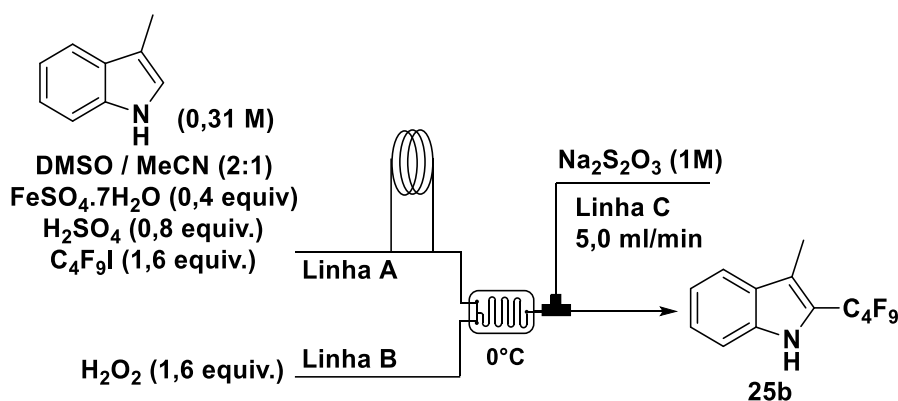 N
H
(0,31 M)
DMSO / MeCN (2:1)
FeSO₄.7H₂O (0,4 equiv)
H₂SO₄ (0,8 equiv.)
C₄F₉I (1,6 equiv.)
Linha A
H₂O₂ (1,6 equiv.)
Linha B
0°C
Na₂S₂O₃ (1M)
Linha C
5,0 ml/min
C₄F₉
N
H
25b